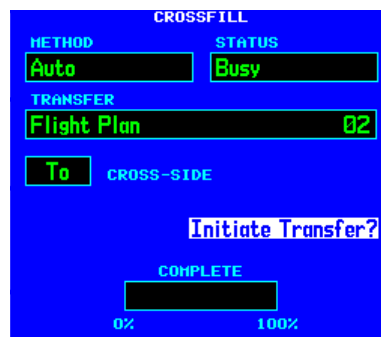 CROSSFILL
METHOD STATUS
Auto Busy
TRANSFER
Flight Plan 02
To CROSS-SIDE
Initiate Transfer?
COMPLETE
0% 100%